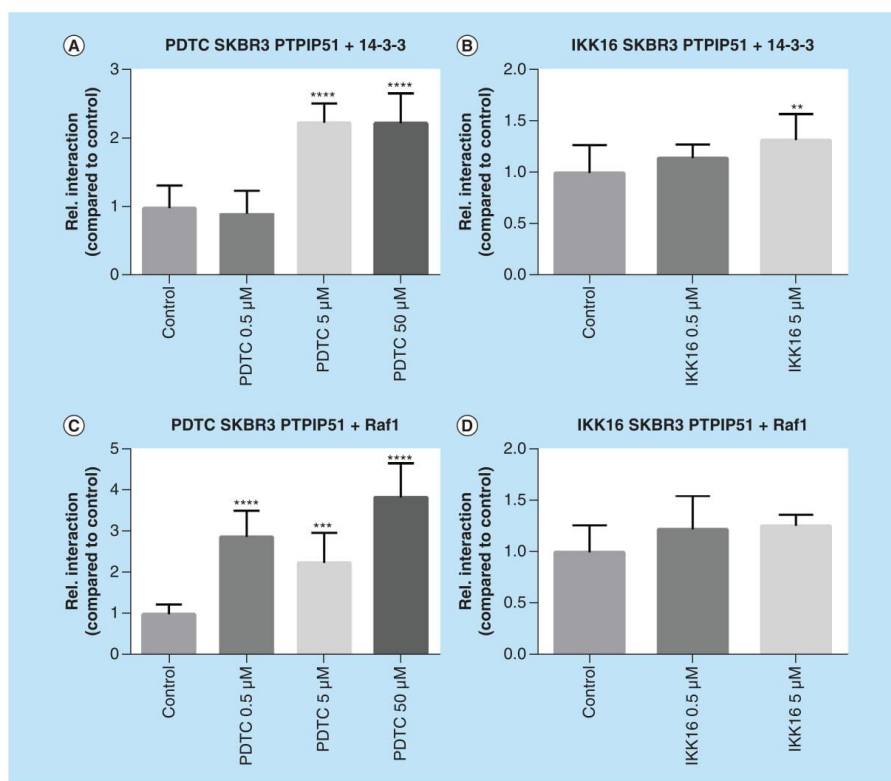 A
PDTC SKBR3 PTPIP51 + 14-3-3
Rel. interaction
(compared to control)
3
2
1
0
****
****
Control
PDTC 0.5 µM
PDTC 5 µM
PDTC 50 µM
B
IKK16 SKBR3 PTPIP51 + 14-3-3
Rel. interaction
(compared to control)
2.0
1.5
1.0
0.5
0.0
**
Control
IKK16 0.5 µM
IKK16 5 µM
C
PDTC SKBR3 PTPIP51 + Raf1
Rel. interaction
(compared to control)
5
4
3
2
1
0
****
***
****
Control
PDTC 0.5 µM
PDTC 5 µM
PDTC 50 µM
D
IKK16 SKBR3 PTPIP51 + Raf1
Rel. interaction
(compared to control)
2.0
1.5
1.0
0.5
0.0
Control
IKK16 0.5 µM
IKK16 5 µM